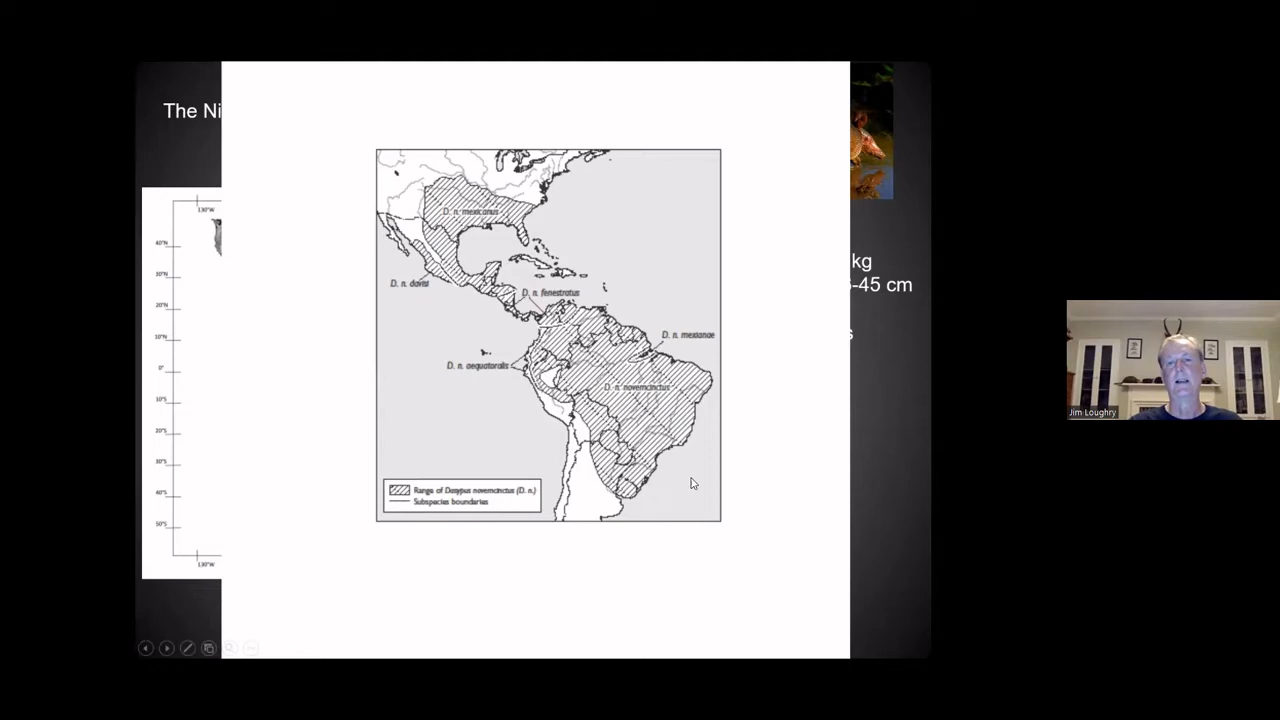 The Ni
130°W
40°N
30°N
20°N
10°N
0°
10°S
20°S
30°S
40°S
50°S
130°W
D. n. mexicanus
D. n. davisi
D. n. fenestratus
D. n. mexianae
D. n. aequatorialis
D. n. novemcinctus
Range of Dasypus novemcinctus (D. n.)
Subspecies boundaries
kg
-45 cm
s
Jim Loughry